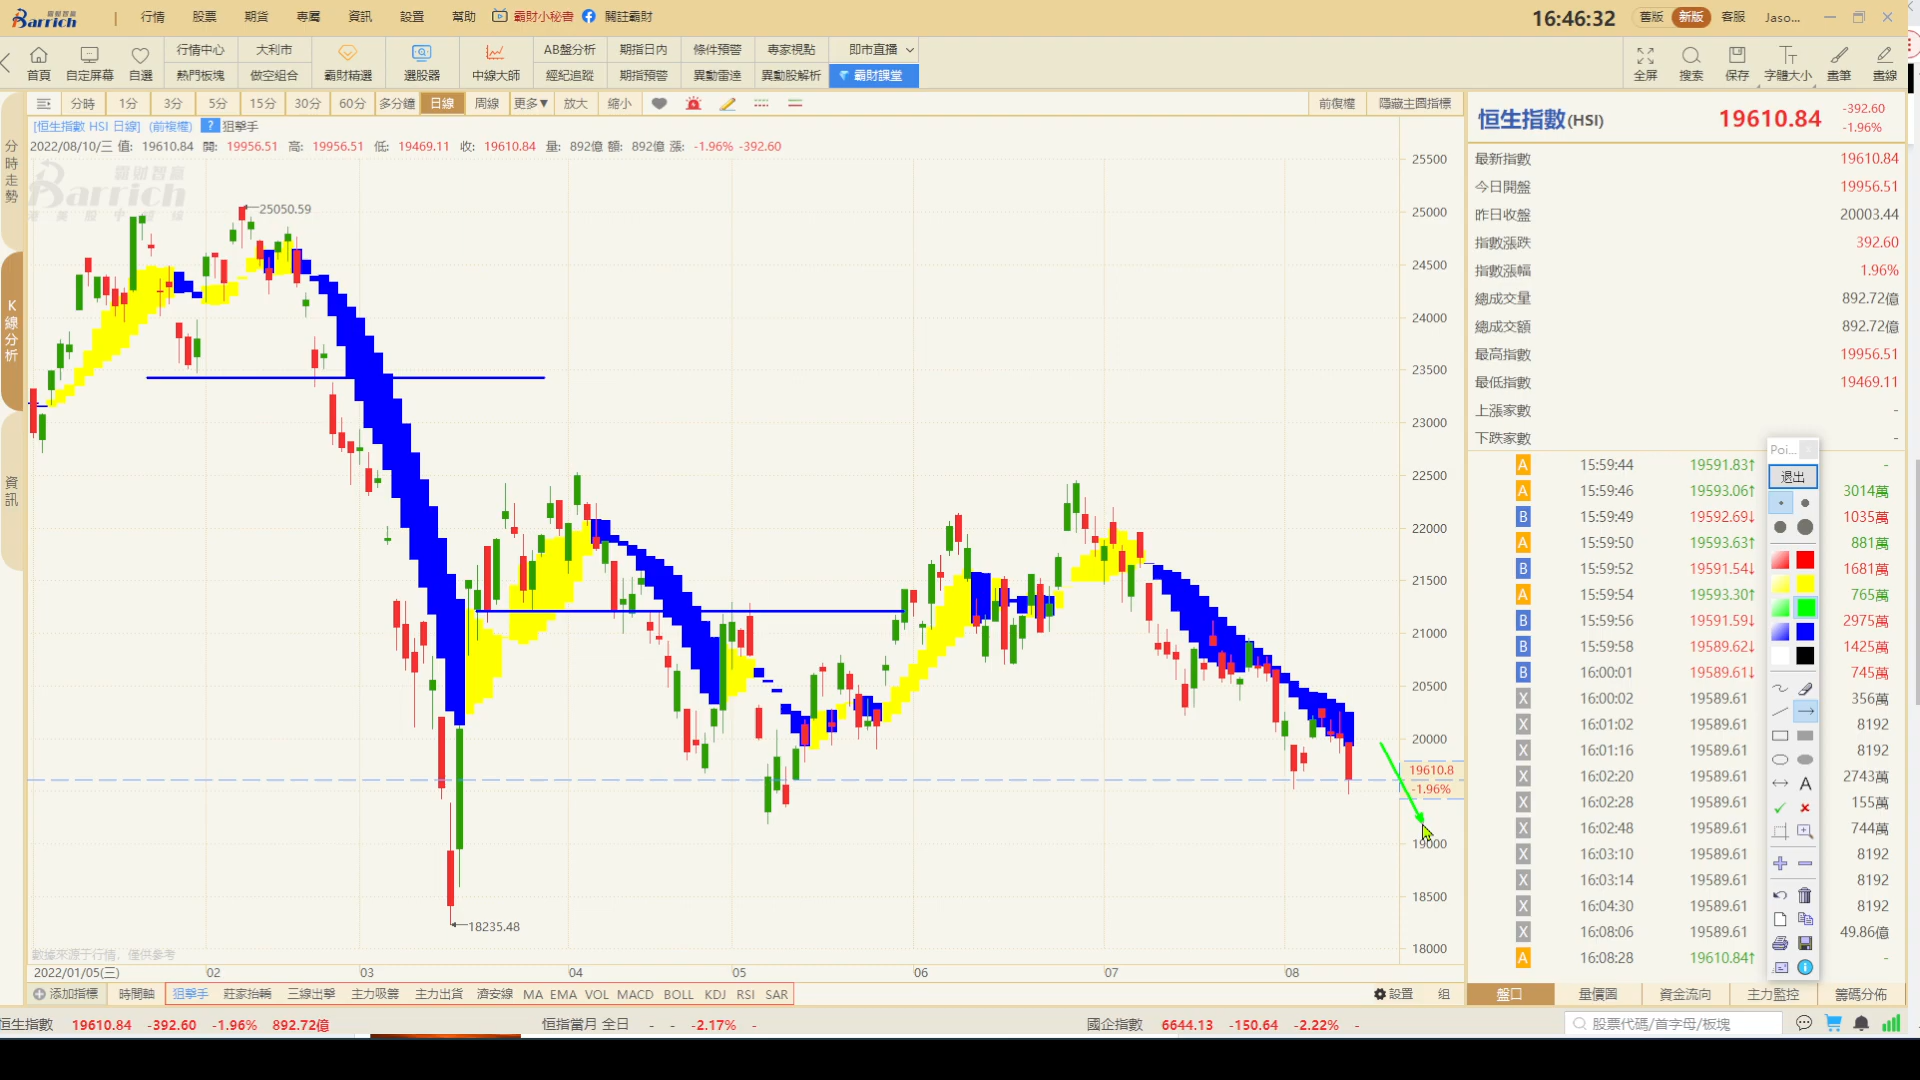 Barrich 霸財智贏 | 行情 股票 期貨 專屬 資訊 設置 幫助 霸財小秘書 關註霸財 16:46:32 舊版 新版 客服 Jaso...
首頁 自定屏幕 自選 行情中心 大利市 霸財精選 選股器 中線大師 AB盤分析 期指日內 條件預警 專家視點 即市直播 全屏 搜索 保存 字體大小 畫筆 畫線
熱門板塊 做空組合 經紀追蹤 期指預警 異動雷達 異動股解析 霸財課堂
分時 1分 3分 5分 15分 30分 60分 多分鐘 日線 周線 更多▼ 放大 縮小 前復權 隱藏主圖指標
[恒生指數 HSI 日線] (前複權) ? 狙擊手
2022/08/10/三 值: 19610.84 開: 19956.51 高: 19956.51 低: 19469.11 收: 19610.84 量: 892億 額: 892億 漲: -1.96% -392.60
分時走勢
K線分析
資訊
霸財智贏
Barrich
港美股中短線
25050.59
18235.48
25500
25000
24500
24000
23500
23000
22500
22000
21500
21000
20500
20000
19610.8
-1.96%
19000
18500
18000
數據來源于行情，僅供參考
2022/01/05(三) 02 03 04 05 06 07 08
添加指標 時間軸 狙擊手 莊家抬轎 三線出擊 主力吸籌 主力出貨 濟安線 MA EMA VOL MACD BOLL KDJ RSI SAR 設置 组
恒生指數(HSI) 19610.84 -392.60
-1.96%
最新指數 19610.84
今日開盤 19956.51
昨日收盤 20003.44
指數漲跌 392.60
指數漲幅 1.96%
總成交量 892.72億
總成交額 892.72億
最高指數 19956.51
最低指數 19469.11
上漲家數 -
下跌家數 -
A 15:59:44 19591.83↑ -
A 15:59:46 19593.06↑ 3014萬
B 15:59:49 19592.69↓ 1035萬
A 15:59:50 19593.63↑ 881萬
B 15:59:52 19591.54↓ 1681萬
A 15:59:54 19593.30↑ 765萬
B 15:59:56 19591.59↓ 2975萬
B 15:59:58 19589.62↓ 1425萬
B 16:00:01 19589.61↓ 745萬
X 16:00:02 19589.61 356萬
X 16:01:02 19589.61 8192
X 16:01:16 19589.61 8192
X 16:02:20 19589.61 2743萬
X 16:02:28 19589.61 155萬
X 16:02:48 19589.61 744萬
X 16:03:10 19589.61 8192
X 16:03:14 19589.61 8192
X 16:04:30 19589.61 8192
X 16:08:06 19589.61 49.86億
A 16:08:28 19610.84↑ -
Poi...
退出
A
盤口 量價圖 資金流向 主力監控 籌碼分佈
恒生指數 19610.84 -392.60 -1.96% 892.72億 恒指當月 全日 - - -2.17% - 國企指數 6644.13 -150.64 -2.22% - 股票代碼/首字母/板塊